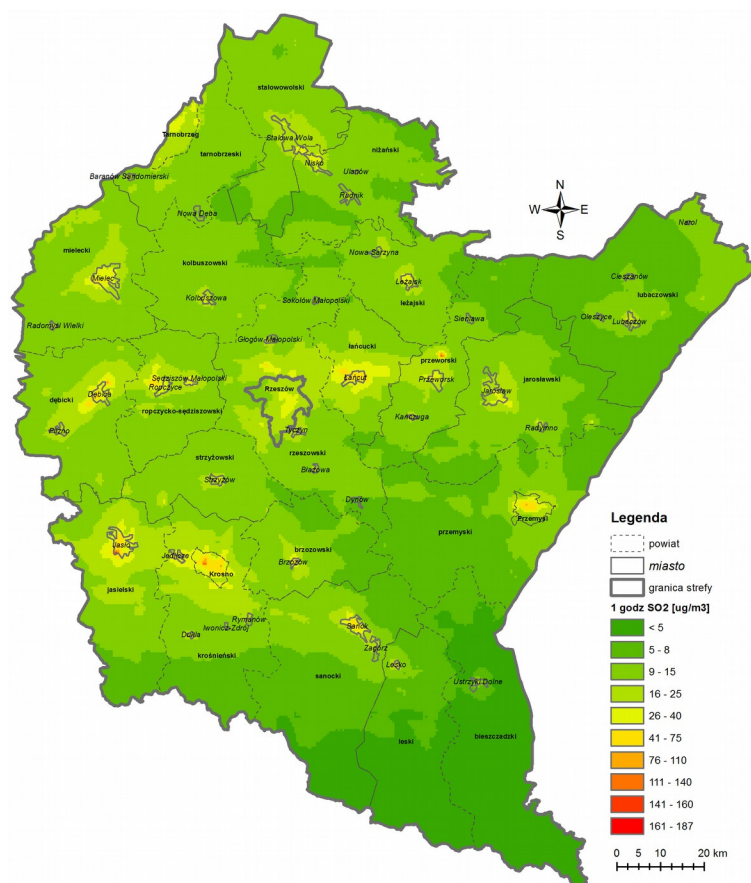 stalowowolski
Tarnobrzeg
Stalowa Wola
tarnobrzeski
Nisko
niżański
Ulanów
Baranów Sandomierski
Rudnik
N
W E
S
Nowa Dęba
Narol
mielecki
Nowa Sarzyna
kolbuszowski
Mielec
Leżajsk
Cieszanów
Kolbuszowa
Sokołów Małopolski
leżajski
lubaczowski
Radomyśl Wielki
Sieniawa
Oleszyce
Lubaczów
Głogów Małopolski
łańcucki
przeworski
Sędziszów Małopolski
Ropczyce
Rzeszów
Łańcut
Przeworsk
jarosławski
Jarosław
dębicki
Dębica
ropczycko-sędziszowski
Kańczuga
Pilzno
Tyczyn
Radymno
strzyżowski
rzeszowski
Błażowa
Strzyżów
Dynów
Przemyśl
przemyski
Jasło
Jedlicze
brzozowski
Krosno
Brzozów
jasielski
Rymanów
Iwonicz-Zdrój
Dukla
Sanok
Zagórz
krośnieński
Lesko
sanocki
Ustrzyki Dolne
leski
bieszczadzki
Legenda
powiat
miasto
granica strefy
1 godz SO2 [ug/m3]
< 5
5 - 8
9 - 15
16 - 25
26 - 40
41 - 75
76 - 110
111 - 140
141 - 160
161 - 187
0 5 10 20 km